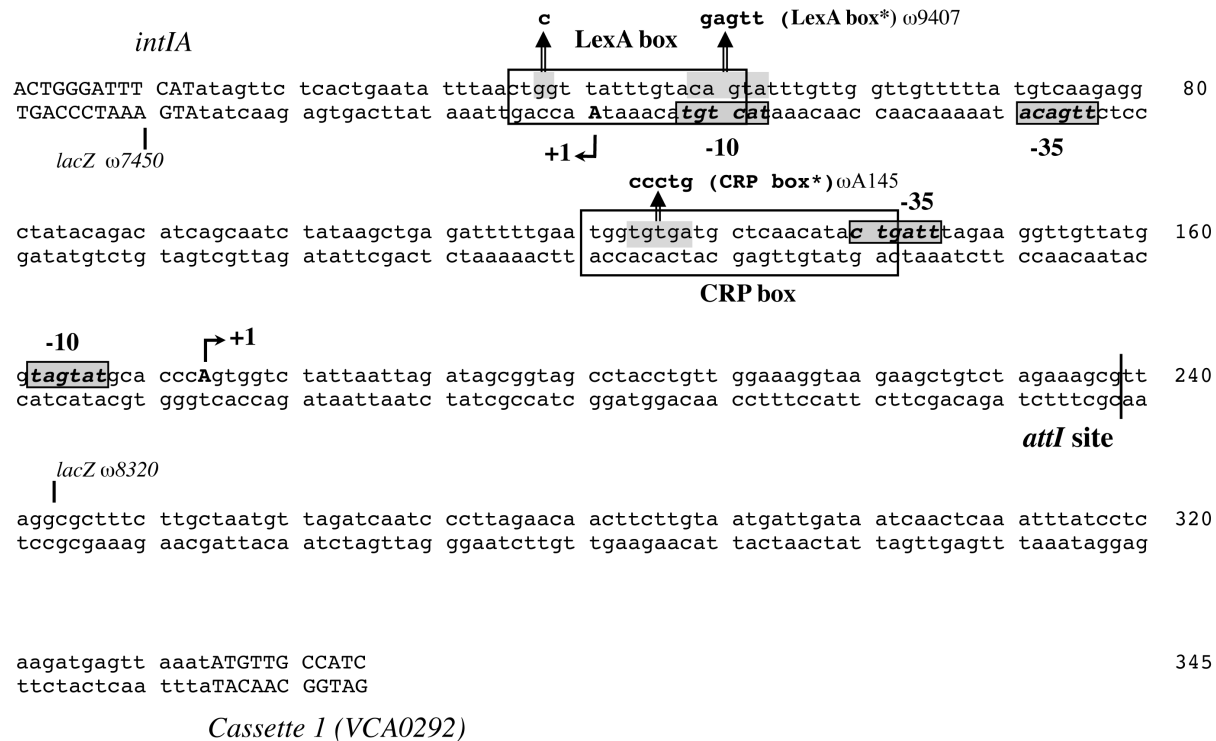 c gagtt (LexA box*) ω9407
intIA LexA box
ACTGGGATTT CATatagttc tcactgaata tttaactggt tatttgtaca gtatttgttg gttgttttta tgtcaagagg 80
TGACCCTAAA GTAtatcaag agtgacttat aaattgacca Ataaacatgt cataaacaac caacaaaaat acagttctcc
lacZ ω7450 +1 -10 -35
ccctg (CRP box*) ωA145
-35
ctatacagac atcagcaatc tataagctga gatttttgaa tggtgtgatg ctcaacatac tgatttagaa ggttgttatg 160
gatatgtctg tagtcgttag atattcgact ctaaaaactt accacactac gagttgtatg actaaatctt ccaacaatac
CRP box
-10 +1
gtagtatgca cccAgtggtc tattaattag atagcggtag cctacctgtt ggaaaggtaa gaagctgtct agaaagcgtt 240
catcatacgt gggtcaccag ataattaatc tatcgccatc ggatggacaa cctttccatt cttcgacaga tctttcgcaa
attI site
lacZ ω8320
aggcgctttc ttgctaatgt tagatcaatc ccttagaaca acttcttgta atgattgata atcaactcaa atttatcctc 320
tccgcgaaag aacgattaca atctagttag ggaatcttgt tgaagaacat tactaactat tagttgagtt taaataggag
aagatgagtt aaatATGTTG CCATC 345
ttctactcaa tttaTACAAC GGTAG
Cassette 1 (VCA0292)